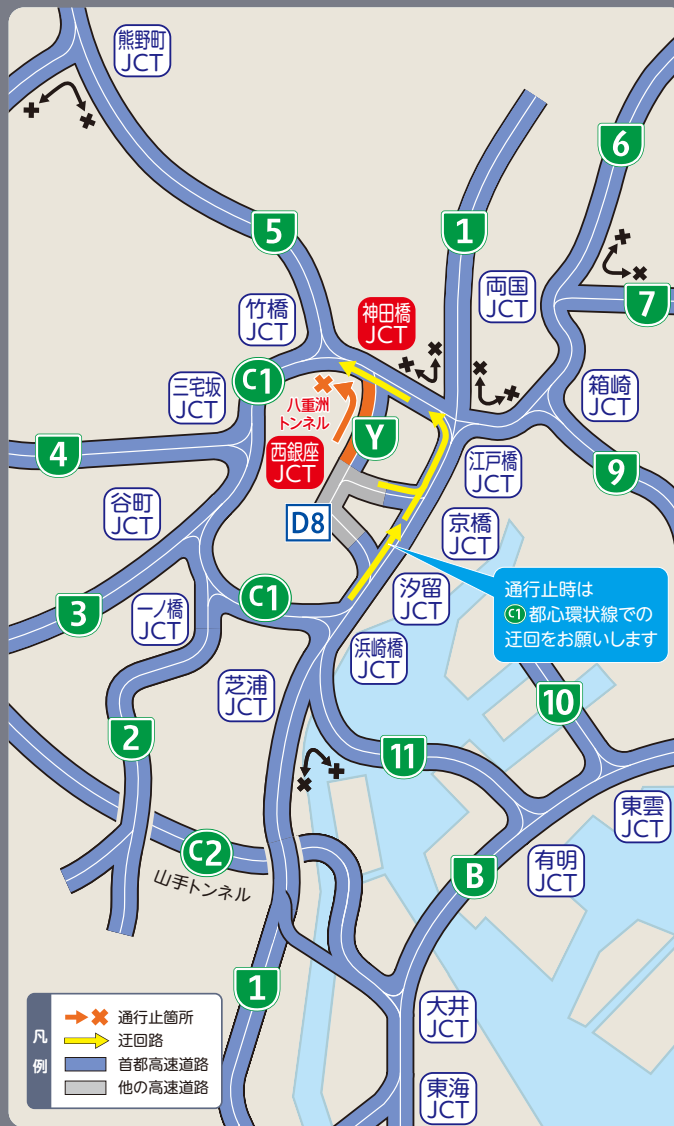 熊野町
JCT
6
5
1
両国
JCT
7
竹橋
JCT
神田橋
JCT
C1
三宅坂
JCT
八重洲
トンネル
Y
箱崎
JCT
4
西銀座
JCT
江戸橋
JCT
9
谷町
JCT
D8
京橋
JCT
通行止時は
C1 都心環状線での
迂回をお願いします
3
一ノ橋
JCT
C1
汐留
JCT
浜崎橋
JCT
芝浦
JCT
10
2
11
東雲
JCT
C2
山手トンネル
B
有明
JCT
1
大井
JCT
東海
JCT
凡例
通行止箇所
迂回路
首都高速道路
他の高速道路